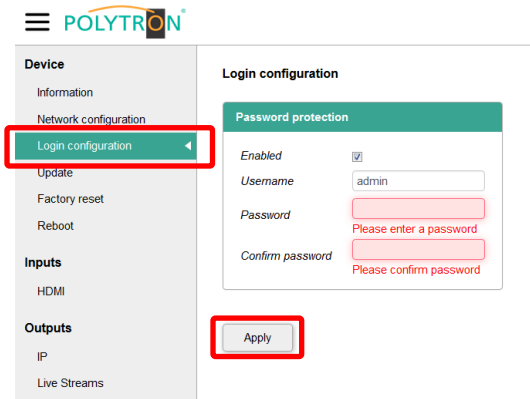 POLYTRON®
Device
Information
Network configuration
Login configuration
Update
Factory reset
Reboot
Inputs
HDMI
Outputs
IP
Live Streams
Login configuration
Password protection
Enabled
Username admin
Password
Please enter a password
Confirm password
Please confirm password
Apply